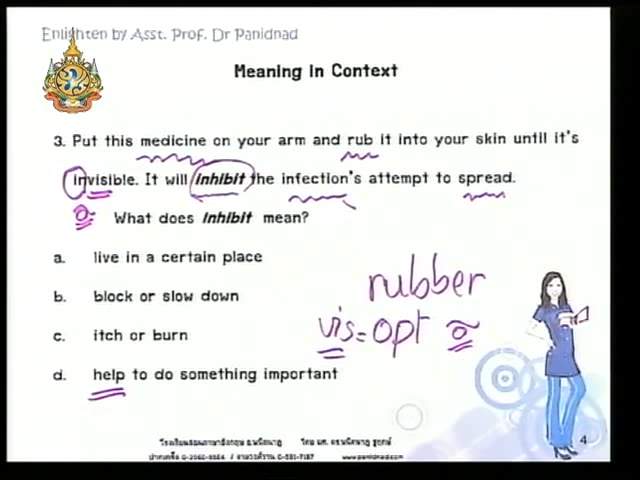 Enlighten by Asst. Prof. Dr Panidnad
Meaning in Context
3. Put this medicine on your arm and rub it into your skin until it's
invisible. It will inhibit the infection's attempt to spread.
What does inhibit mean?
a. live in a certain place
b. block or slow down
rubber
vis = opt
c. itch or burn
d. help to do something important
4
www.panidnad.com